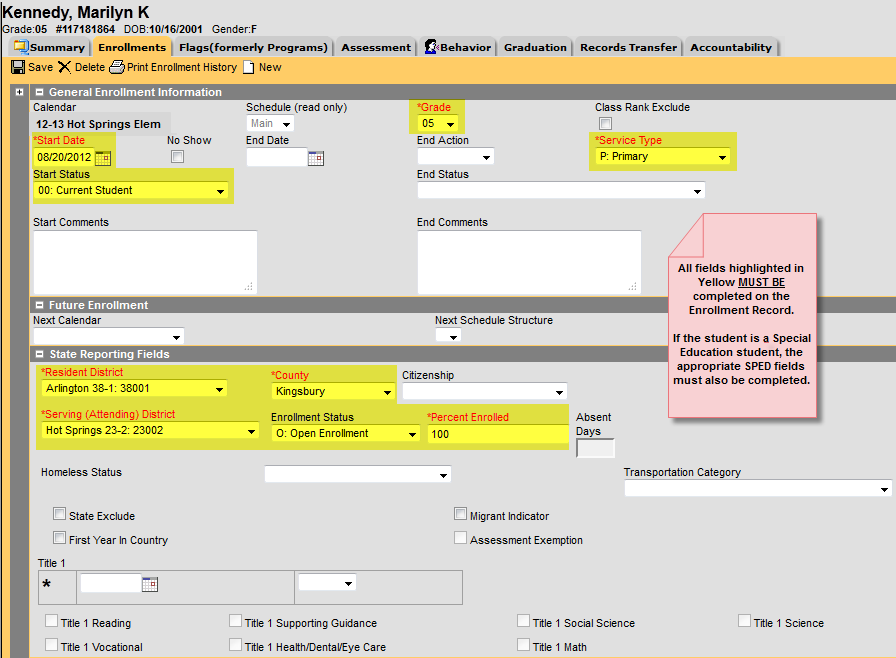 Kennedy, Marilyn K
Grade:05 #117181864 DOB:10/16/2001 Gender:F
Summary Enrollments Flags(formerly Programs) Assessment Behavior Graduation Records Transfer Accountability
Save Delete Print Enrollment History New
General Enrollment Information
Calendar Schedule (read only) *Grade Class Rank Exclude
12-13 Hot Springs Elem Main 05
*Start Date No Show End Date End Action *Service Type
08/20/2012 P: Primary
Start Status End Status
00: Current Student
Start Comments End Comments
All fields highlighted in
Yellow MUST BE
completed on the
Enrollment Record.
If the student is a Special
Education student, the
appropriate SPED fields
must also be completed.
Future Enrollment
Next Calendar Next Schedule Structure
State Reporting Fields
*Resident District *County Citizenship
Arlington 38-1: 38001 Kingsbury
*Serving (Attending) District Enrollment Status *Percent Enrolled Absent
Days
Hot Springs 23-2: 23002 O: Open Enrollment 100
Homeless Status Transportation Category
State Exclude Migrant Indicator
First Year In Country Assessment Exemption
Title 1
*
Title 1 Reading Title 1 Supporting Guidance Title 1 Social Science Title 1 Science
Title 1 Vocational Title 1 Health/Dental/Eye Care Title 1 Math